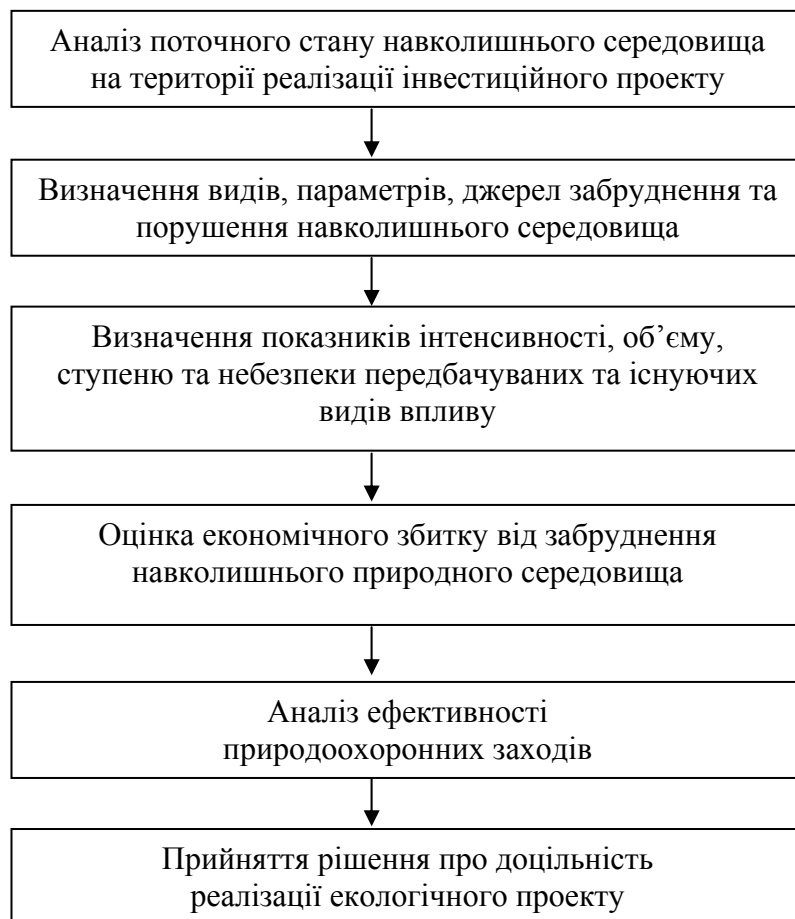 Аналіз поточного стану навколишнього середовища
на території реалізації інвестиційного проекту
Визначення видів, параметрів, джерел забруднення та
порушення навколишнього середовища
Визначення показників інтенсивності, об’єму,
ступеню та небезпеки передбачуваних та існуючих
видів впливу
Оцінка економічного збитку від забруднення
навколишнього природного середовища
Аналіз ефективності
природоохоронних заходів
Прийняття рішення про доцільність
реалізації екологічного проекту